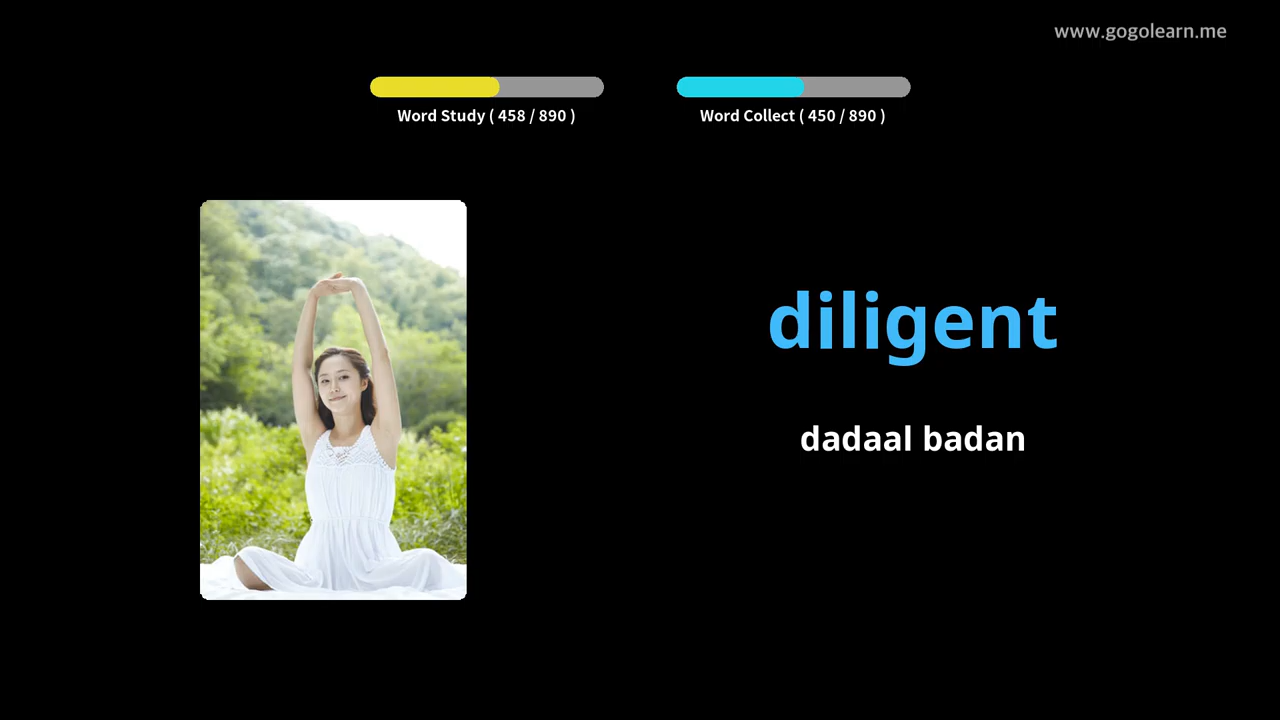 www.gogolearn.me
Word Study ( 458 / 890 )
Word Collect ( 450 / 890 )
diligent
dadaal badan